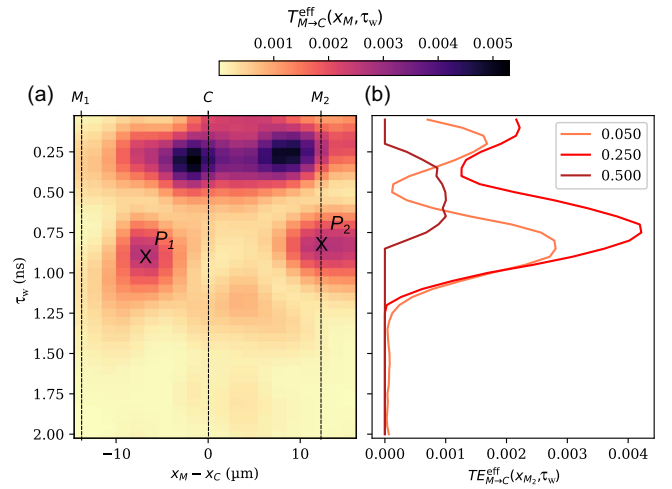 T^eff_{M→C}(x_M, τ_w)
0.001 0.002 0.003 0.004 0.005
(a) M_1 C M_2 (b)
0.25
0.50
0.75
1.00
1.25
1.50
1.75
2.00
τ_w (ns)
P_1
P_2
X
X
−10 0 10
x_M − x_C (µm)
0.050
0.250
0.500
0.000 0.001 0.002 0.003 0.004
TE^eff_{M→C}(x_{M_2}, τ_w)